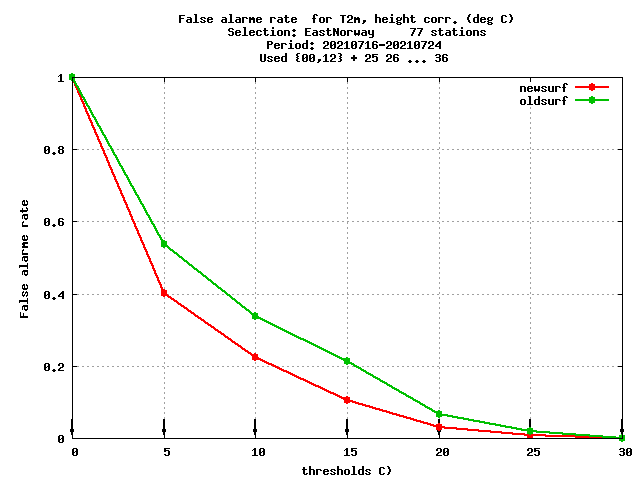 False alarme rate  for T2m, height corr. (deg C)
Selection: EastNorway     77 stations
Period: 20210716-20210724
Used {00,12} + 25 26 ... 36
newsurf
oldsurf
1
0.8
0.6
0.4
0.2
0
False alarme rate
0 5 10 15 20 25 30
thresholds C)